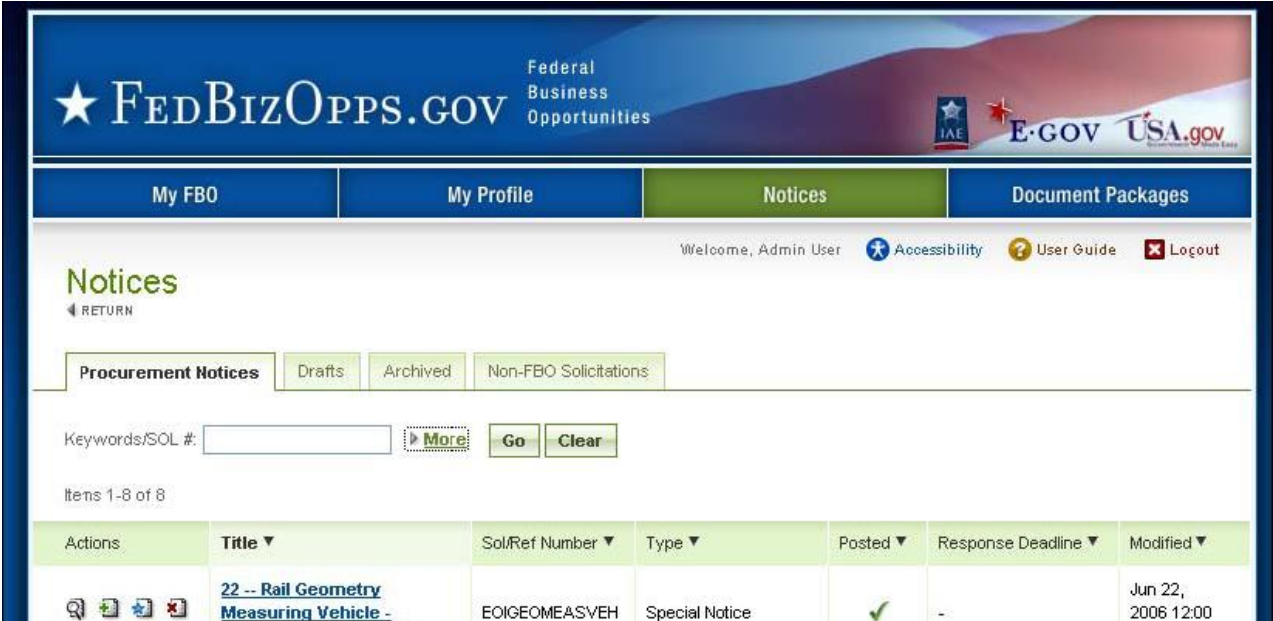 Federal
Business
Opportunities
★ FEDBIZOPPS.GOV
IAE
E·GOV
USA.gov
My FBO My Profile Notices Document Packages
Welcome, Admin User Accessibility User Guide Logout
Notices
RETURN
Procurement Notices Drafts Archived Non-FBO Solicitations
Keywords/SOL #: More Go Clear
Items 1-8 of 8
Actions Title ▼ Sol/Ref Number ▼ Type ▼ Posted ▼ Response Deadline ▼ Modified ▼
22 -- Rail Geometry
Measuring Vehicle - EOIGEOMEASVEH Special Notice ✓ -
Jun 22,
2006 12:00